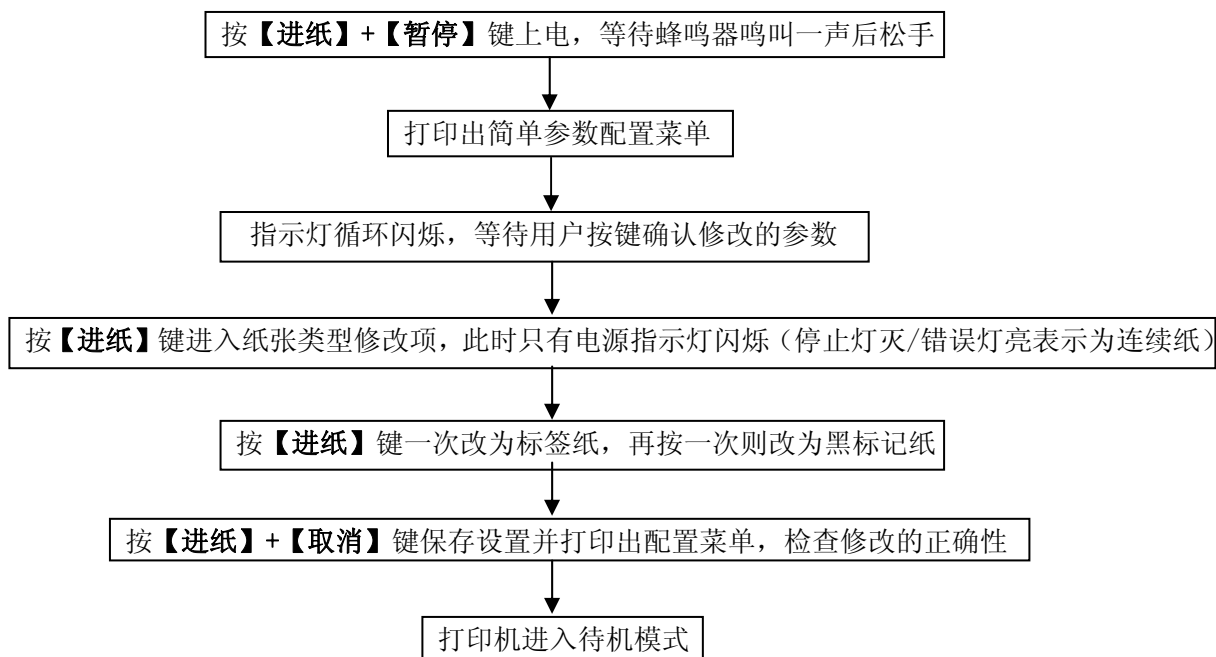 按【进纸】+【暂停】键上电，等待蜂鸣器鸣叫一声后松手
打印出简单参数配置菜单
指示灯循环闪烁，等待用户按键确认修改的参数
按【进纸】键进入纸张类型修改项，此时只有电源指示灯闪烁（停止灯灭/错误灯亮表示为连续纸）
按【进纸】键一次改为标签纸，再按一次则改为黑标记纸
按【进纸】+【取消】键保存设置并打印出配置菜单，检查修改的正确性
打印机进入待机模式